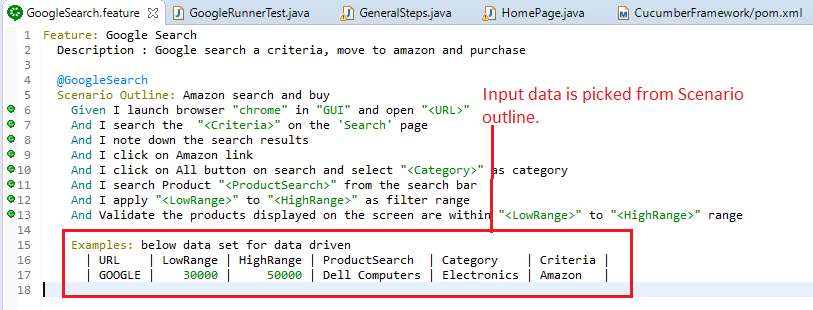 GoogleSearch.feature GoogleRunnerTest.java GeneralSteps.java HomePage.java CucumberFramework/pom.xml
1 Feature: Google Search
2 Description : Google search a criteria, move to amazon and purchase
3
4 @GoogleSearch
5 Scenario Outline: Amazon search and buy
6 Given I launch browser "chrome" in "GUI" and open "<URL>"
7 And I search the "<Criteria>" on the 'Search' page
8 And I note down the search results
9 And I click on Amazon link
10 And I click on All button on search and select "<Category>" as category
11 And I search Product "<ProductSearch>" from the search bar
12 And I apply "<LowRange>" to "<HighRange>" as filter range
13 And Validate the products displayed on the screen are within "<LowRange>" to "<HighRange>" range
14
15 Examples: below data set for data driven
16 | URL | LowRange | HighRange | ProductSearch | Category | Criteria |
17 | GOOGLE | 30000 | 50000 | Dell Computers | Electronics | Amazon |
18
Input data is picked from Scenario
outline.